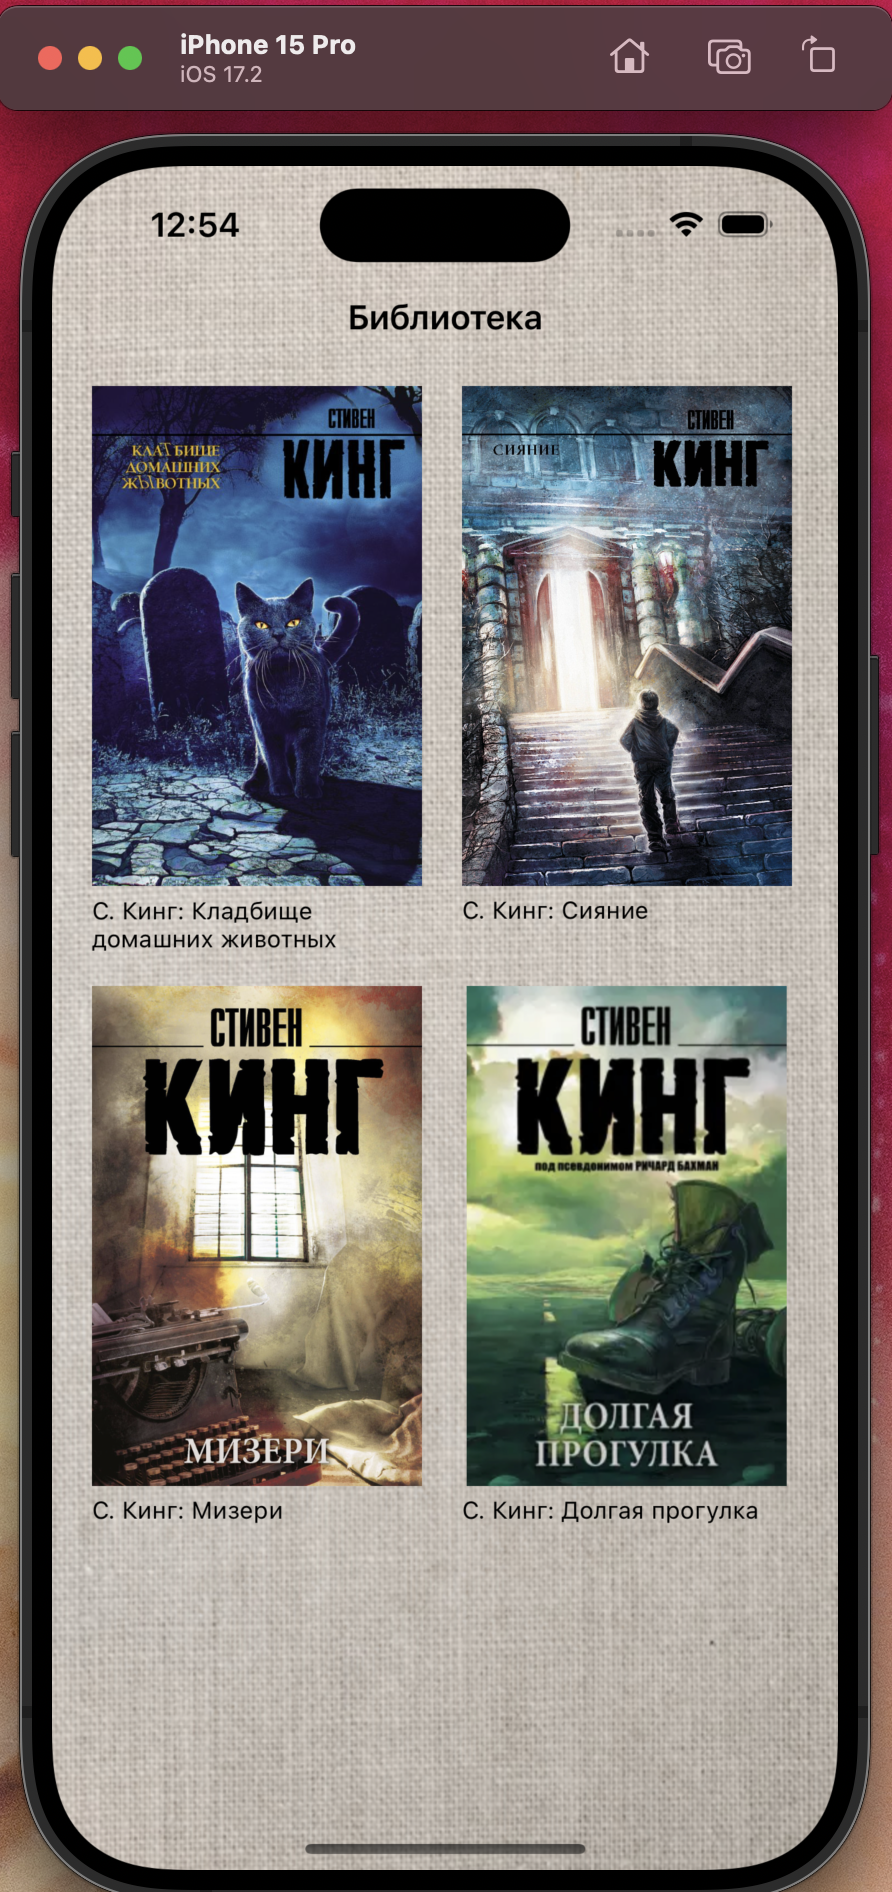 iPhone 15 Pro
iOS 17.2
12:54
Библиотека
СТИВЕН
КИНГ
КЛАДБИЩЕ
ДОМАШНИХ
ЖИВОТНЫХ
СТИВЕН
КИНГ
СИЯНИЕ
С. Кинг: Кладбище
домашних животных
С. Кинг: Сияние
СТИВЕН
КИНГ
МИЗЕРИ
СТИВЕН
КИНГ
под псевдонимом РИЧАРД БАХМАН
ДОЛГАЯ
ПРОГУЛКА
С. Кинг: Мизери
С. Кинг: Долгая прогулка